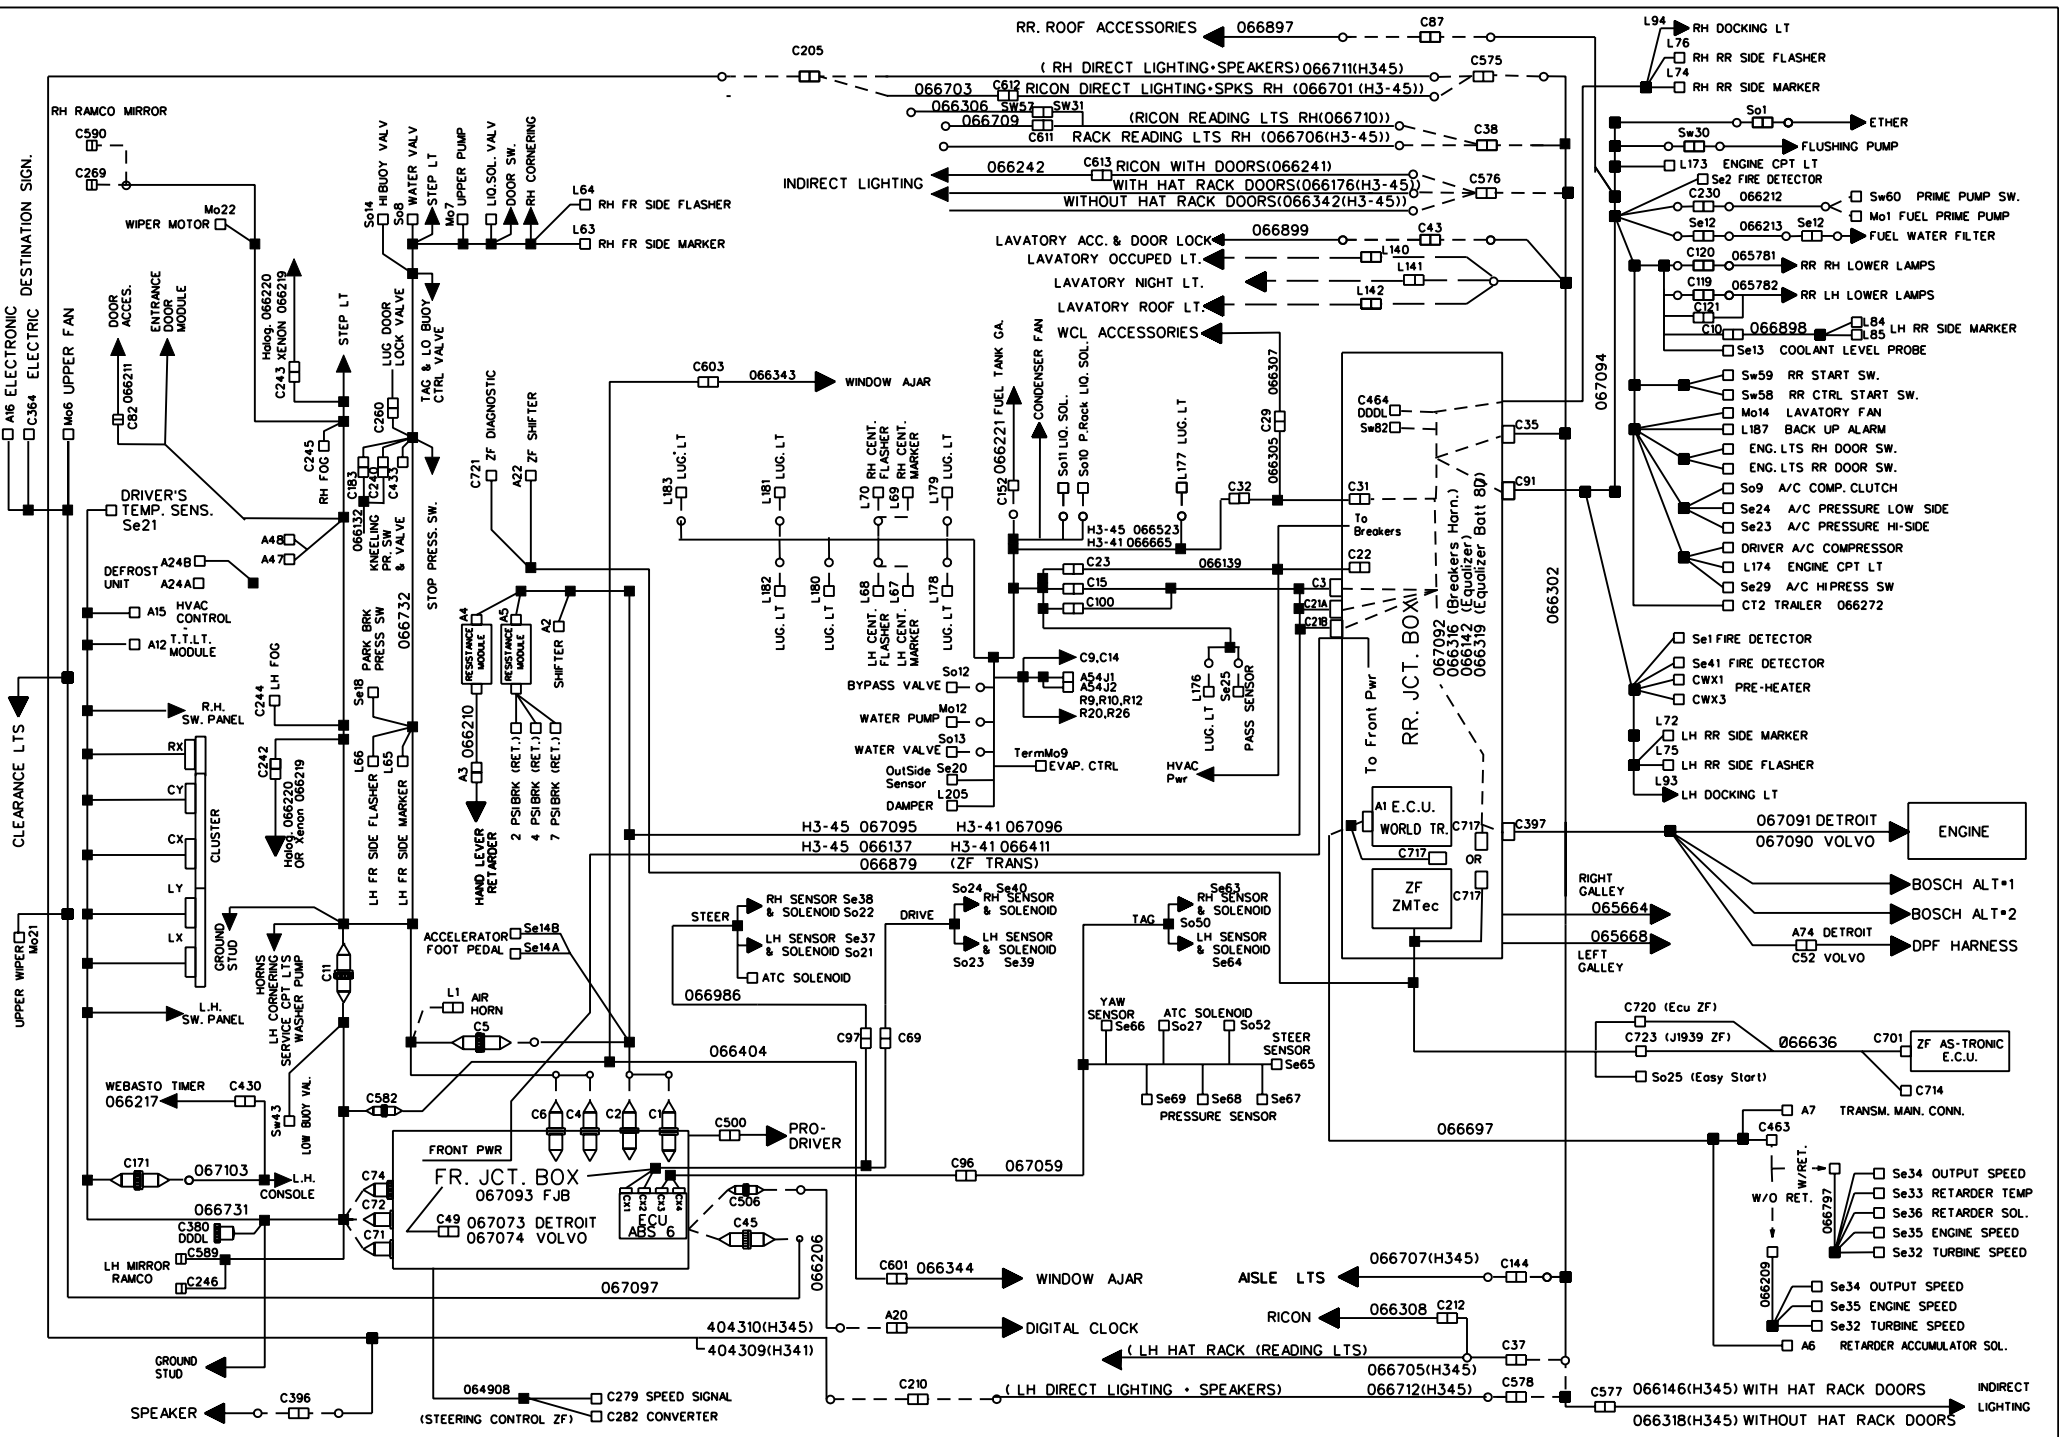 RR. ROOF ACCESSORIES
066897
C87
L94
RH DOCKING LT
L76
RH RR SIDE FLASHER
L74
RH RR SIDE MARKER
C205
( RH DIRECT LIGHTING+SPEAKERS) 066711(H345)
C575
066703
C612
RICON DIRECT LIGHTING+SPKS RH (066701 (H3-45))
066306
SW57
SW31
066709
(RICON READING LTS RH(066710))
C611
RACK READING LTS RH (066706(H3-45))
C38
So1
ETHER
Sw30
FLUSHING PUMP
L173 ENGINE CPT LT
Se2 FIRE DETECTOR
INDIRECT LIGHTING
066242
C613
RICON WITH DOORS(066241)
WITH HAT RACK DOORS(066176(H3-45))
C576
WITHOUT HAT RACK DOORS(066342(H3-45))
C230
066212
Sw60 PRIME PUMP SW.
Mo1 FUEL PRIME PUMP
Se12
066213
Se12
FUEL WATER FILTER
LAVATORY ACC. & DOOR LOCK
066899
C43
LAVATORY OCCUPED LT.
L140
LAVATORY NIGHT LT.
L141
LAVATORY ROOF LT.
L142
WCL ACCESSORIES
C120
065781
RR RH LOWER LAMPS
C119
065782
RR LH LOWER LAMPS
C121
C10
066898
L84
L85
LH RR SIDE MARKER
Se13 COOLANT LEVEL PROBE
Sw59 RR START SW.
Sw58 RR CTRL START SW.
Mo14 LAVATORY FAN
L187 BACK UP ALARM
ENG.LTS RH DOOR SW.
ENG.LTS RR DOOR SW.
So9 A/C COMP. CLUTCH
Se24 A/C PRESSURE LOW SIDE
Se23 A/C PRESSURE HI-SIDE
DRIVER A/C COMPRESSOR
L174 ENGINE CPT LT
Se29 A/C HIPRESS SW
CT2 TRAILER 066272
067094
066302
Se1 FIRE DETECTOR
Se41 FIRE DETECTOR
CWX1
PRE-HEATER
CWX3
L72
LH RR SIDE MARKER
L75
LH RR SIDE FLASHER
L93
LH DOCKING LT
RH RAMCO MIRROR
C590
C269
WIPER MOTOR
Mo22
So14
HIBUOY VALV
So8
WATER VALV
STEP LT
Mo7
UPPER PUMP
LIQ.SOL. VALV
DOOR SW.
RH CORNERING
L64
RH FR SIDE FLASHER
L63
RH FR SIDE MARKER
A16 ELECTRONIC
C364 ELECTRIC DESTINATION SIGN.
Mo6 UPPER FAN
DOOR
ACCES.
C82 066211
ENTRANCE
DOOR
MODULE
Halog. 066220
C243 XENON 066219
STEP LT
LUG DOOR
LOCK VALVE
C260
TAG & LO BUOY
CTRL VALVE
RH FOG
C245
C183
C240
C433
066132
KNEELING
PR. SW
& VALVE
STOP PRESS. SW.
DRIVER'S
TEMP. SENS.
Se21
A48
A47
DEFROST
UNIT
A24B
A24A
A15
HVAC
CONTROL
A12
T.T.LT.
MODULE
R.H.
SW. PANEL
RX
CY
CX
LY
LX
CLUSTER
L.H.
SW. PANEL
CLEARANCE LTS
UPPER WIPER
Mo21
C244
LH FOG
C242
Halog. 066220
OR Xenon 066219
PARK BRK
PRESS SW
Se18
066732
L66
LH FR SIDE FLASHER
L65
LH FR SIDE MARKER
GROUND
STUD
HORNS
LH CORNERING
SERVICE CPT LTS
WASHER PUMP
C11
C721
ZF DIAGNOSTIC
A22
ZF SHIFTER
A4
RESISTANCE
MODULE
A5
RESISTANCE
MODULE
A2
SHIFTER
066210
A3
HAND LEVER
RETARDER
2 PSI BRK (RET.)
4 PSI BRK (RET.)
7 PSI BRK (RET.)
C603
066343
WINDOW AJAR
L183
LUG. LT
L181
LUG. LT
L70
RH CENT.
FLASHER
L69
RH CENT.
MARKER
L179
LUG. LT
L182
LUG. LT
L180
LUG. LT
L68
LH CENT.
FLASHER
L67
LH CENT.
MARKER
L178
LUG. LT
C152 066221 FUEL TANK GA.
CONDENSER FAN
So11 LIQ. SOL.
So10 P.Rock LIQ. SOL.
L177 LUG. LT
C32
C29
066305
066307
H3-45 066523
H3-41 066665
C23
066139
C15
C100
C9,C14
A54J1
A54J2
R9,R10,R12
R20,R26
So12
BYPASS VALVE
Mo12
WATER PUMP
So13
WATER VALVE
OutSide
Sensor
Se20
DAMPER
L205
TermMo9
EVAP. CTRL
L176
LUG. LT
Se25
PASS SENSOR
HVAC
Pwr
C464
DDDL
Sw82
C31
To
Breakers
C22
C3
C21A
C21B
C35
C91
RR. JCT. BOX
067092
066316 (Breakers Harn.)
066142 (Equalizer)
066319 (Equalizer Batt 8D)
To Front Pwr
A1 E.C.U.
WORLD TR.
C717
C717
OR
C717
ZF
ZMTec
C397
067091 DETROIT
067090 VOLVO
ENGINE
BOSCH ALT#1
BOSCH ALT#2
A74 DETROIT
C52 VOLVO
DPF HARNESS
RIGHT
GALLEY
065664
065668
LEFT
GALLEY
H3-45 067095 H3-41 067096
H3-45 066137 H3-41 066411
066879 (ZF TRANS)
STEER
RH SENSOR Se38
& SOLENOID So22
LH SENSOR Se37
& SOLENOID So21
ATC SOLENOID
066986
DRIVE
So24 Se40
RH SENSOR
& SOLENOID
LH SENSOR
& SOLENOID
So23 Se39
TAG
Se63
RH SENSOR
& SOLENOID
So50
LH SENSOR
& SOLENOID
Se64
ACCELERATOR
FOOT PEDAL
Se14B
Se14A
L1
AIR
HORN
C5
066404
C97
C69
YAW
SENSOR
Se66
ATC SOLENOID
So27
So52
STEER
SENSOR
Se65
Se69
Se68
Se67
PRESSURE SENSOR
C720 (Ecu ZF)
C723 (J1939 ZF)
So25 (Easy Start)
066636
C701
ZF AS-TRONIC
E.C.U.
C714
WEBASTO TIMER
066217
C430
Sw43
LOW BUOY VAL.
C582
C171
067103
L.H.
CONSOLE
066731
C380
DDDL
C589
LH MIRROR
RAMCO
C246
C74
C72
C71
FRONT PWR
FR. JCT. BOX
067093 FJB
C49
067073 DETROIT
067074 VOLVO
C6
C4
C2
C1
CX1
CX2
CX3
CX4
ECU
ABS 6
C500
PRO-
DRIVER
C506
C45
C96
067059
066206
067097
066697
A7
TRANSM. MAIN. CONN.
C463
W/RET.
W/O RET.
066797
Se34 OUTPUT SPEED
Se33 RETARDER TEMP
Se36 RETARDER SOL.
Se35 ENGINE SPEED
Se32 TURBINE SPEED
066209
Se34 OUTPUT SPEED
Se35 ENGINE SPEED
Se32 TURBINE SPEED
A6 RETARDER ACCUMULATOR SOL.
C601
066344
WINDOW AJAR
AISLE LTS
066707(H345)
C144
RICON
066308
C212
404310(H345)
404309(H341)
A20
DIGITAL CLOCK
( LH HAT RACK (READING LTS)
066705(H345)
C37
C210
( LH DIRECT LIGHTING + SPEAKERS)
066712(H345)
C578
C577
066146(H345) WITH HAT RACK DOORS
066318(H345) WITHOUT HAT RACK DOORS
INDIRECT
LIGHTING
GROUND
STUD
SPEAKER
C396
064908
(STEERING CONTROL ZF)
C279 SPEED SIGNAL
C282 CONVERTER